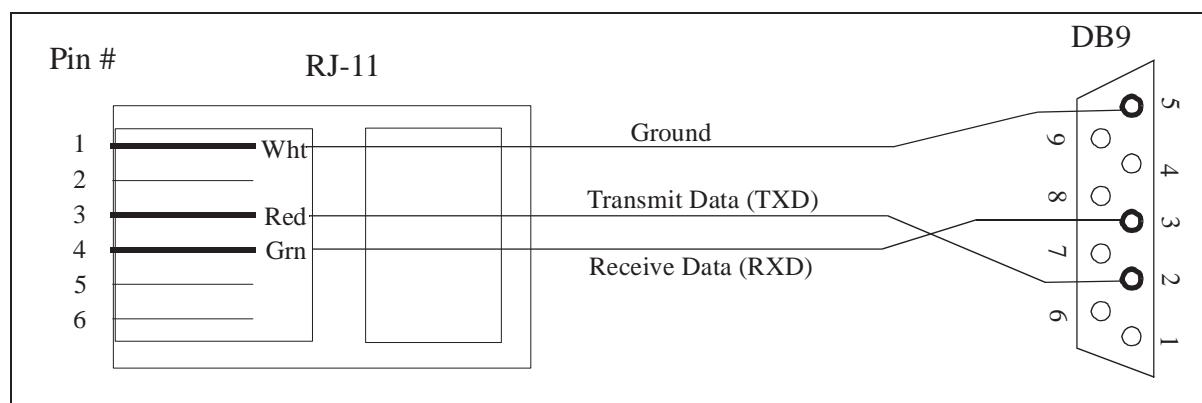 DB9
Pin #
RJ-11
1
2
3
4
5
6
Wht
Red
Grn
Ground
Transmit Data (TXD)
Receive Data (RXD)
5
9
4
8
3
7
2
6
1